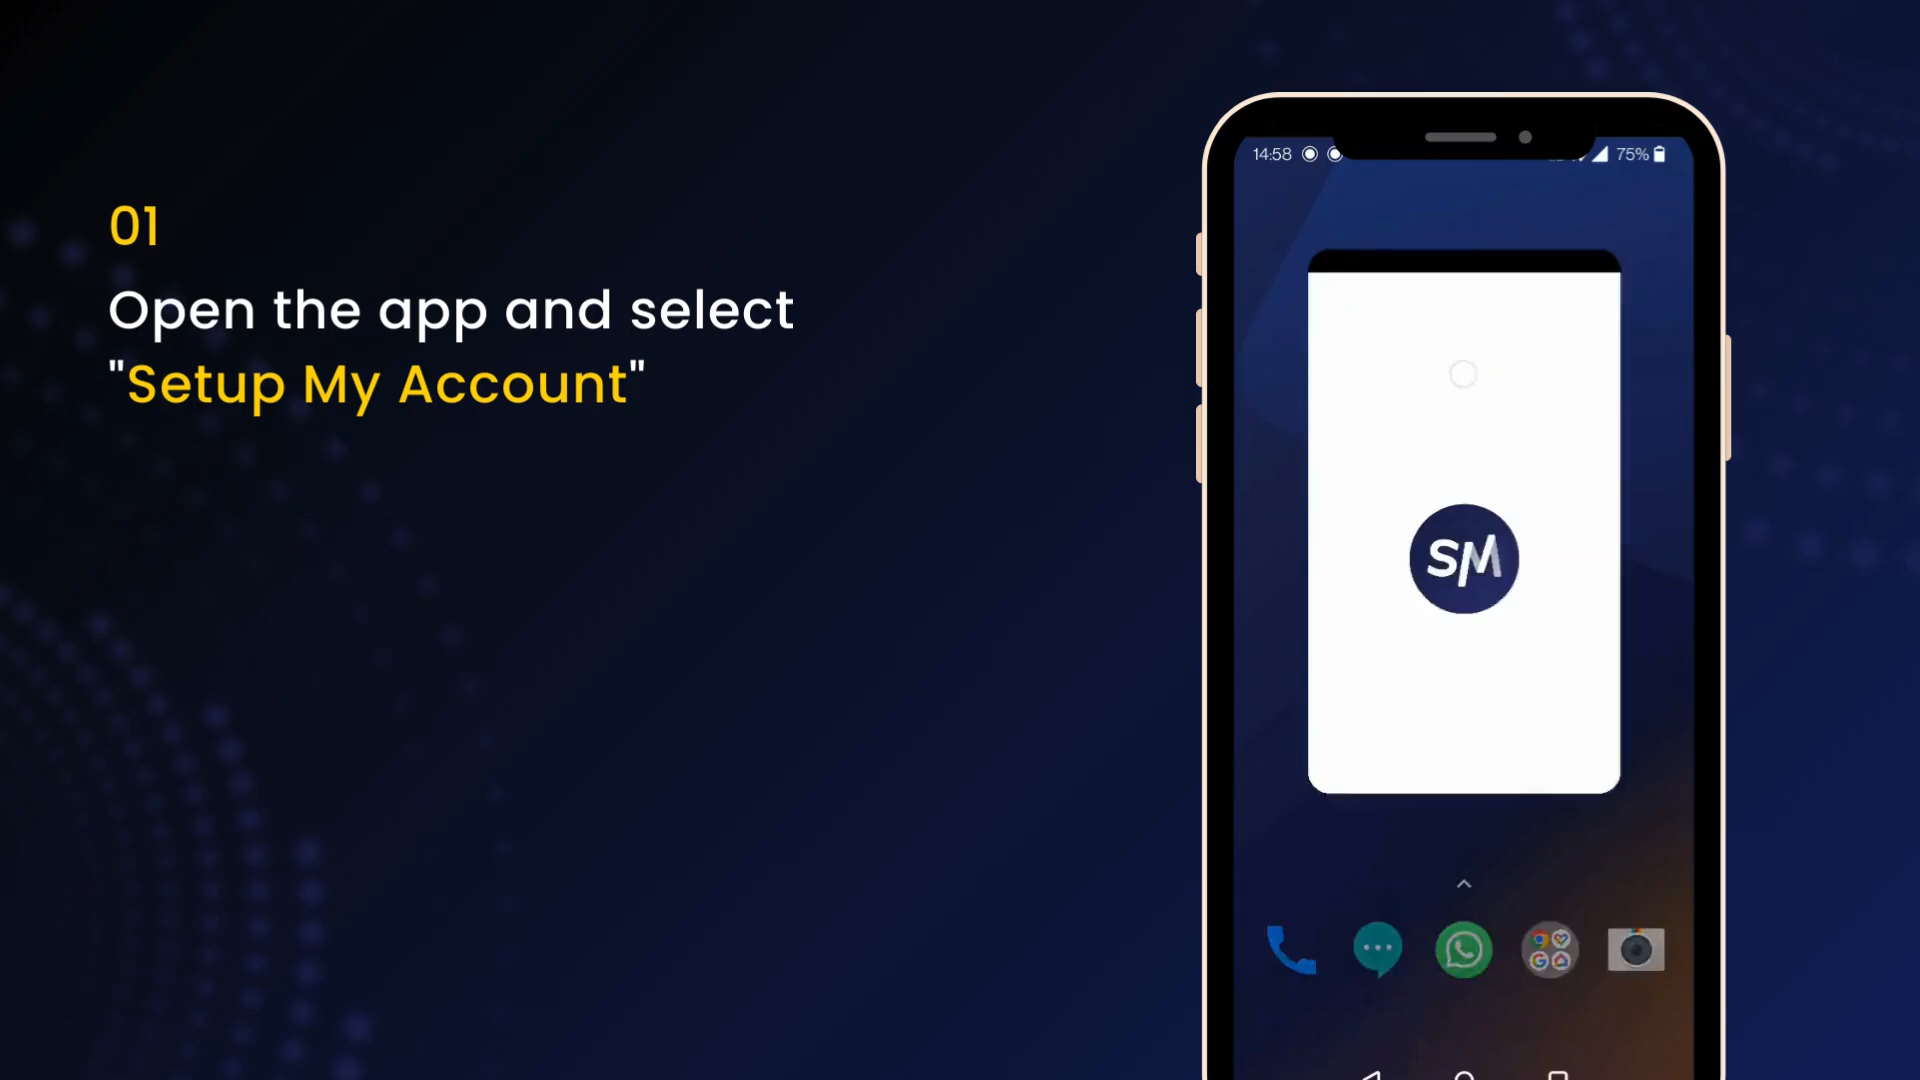 01
Open the app and select
"Setup My Account"
14:58
75%
SM